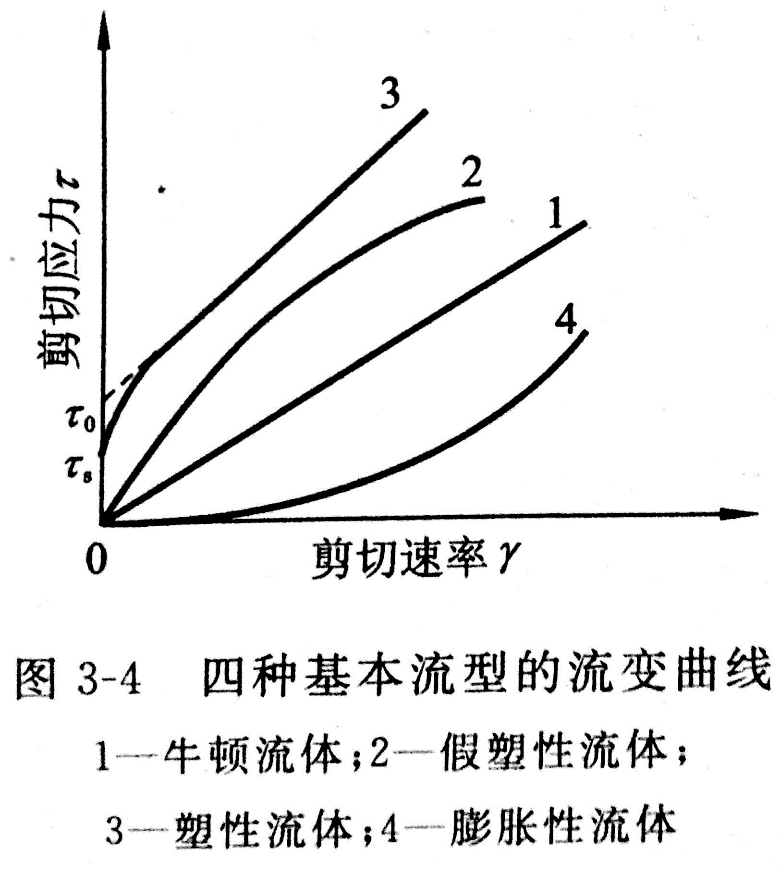 3
2
1
4
剪切应力τ
τ₀
τₛ
0
剪切速率 γ
图 3-4 四种基本流型的流变曲线
1—牛顿流体;2—假塑性流体;
3—塑性流体;4—膨胀性流体